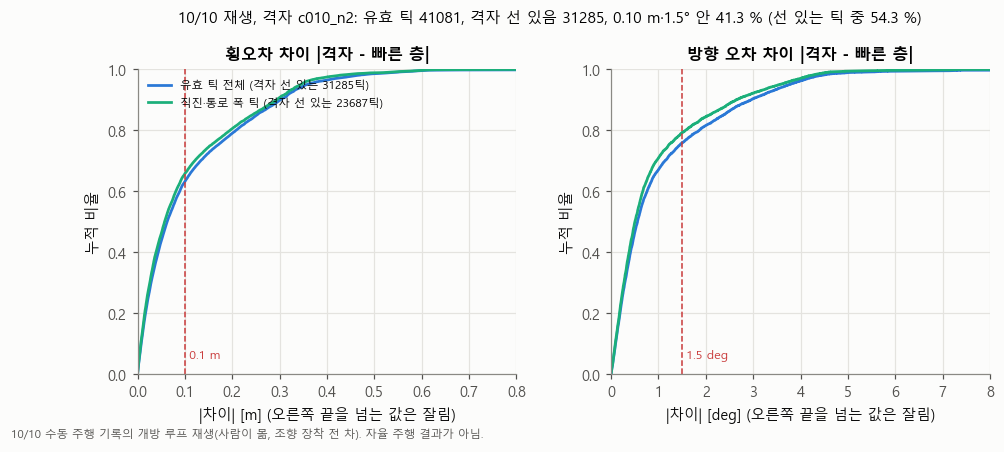 10/10 재생, 격자 c010_n2: 유효 틱 41081, 격자 선 있음 31285, 0.10 m·1.5° 안 41.3 % (선 있는 틱 중 54.3 %)
횡오차 차이 |격자 - 빠른 층|
유효 틱 전체 (격자 선 있는 31285틱)
직진·통로 폭 틱 (격자 선 있는 23687틱)
누적 비율
1.0
0.8
0.6
0.4
0.2
0.0
0.1 m
0.0 0.1 0.2 0.3 0.4 0.5 0.6 0.7 0.8
|차이| [m] (오른쪽 끝을 넘는 값은 잘림)
방향 오차 차이 |격자 - 빠른 층|
누적 비율
1.0
0.8
0.6
0.4
0.2
0.0
1.5 deg
0 1 2 3 4 5 6 7 8
|차이| [deg] (오른쪽 끝을 넘는 값은 잘림)
10/10 수동 주행 기록의 개방 루프 재생(사람이 몲, 조향 장착 전 차). 자율 주행 결과가 아님.